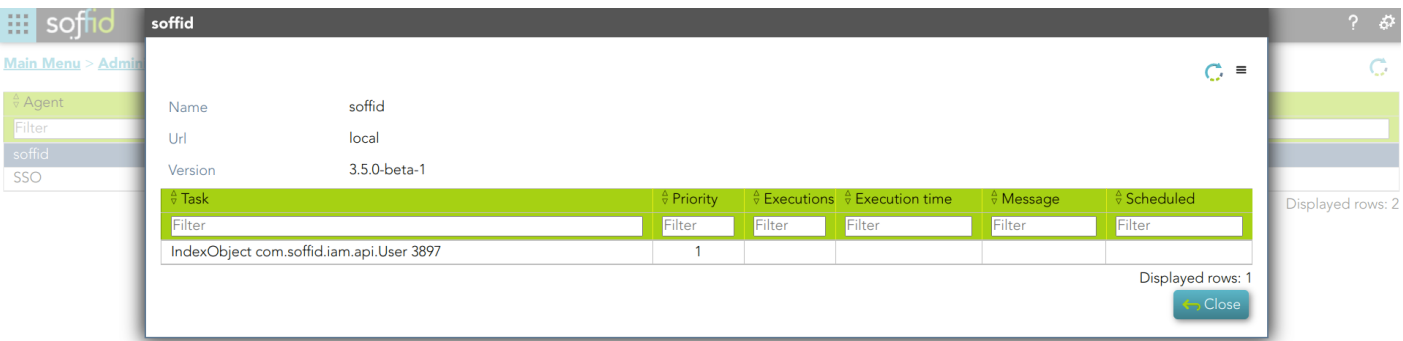 soffid
soffid
?
Main Menu > Admin
Agent
Filter
soffid
SSO
Displayed rows: 2
Name soffid
Url local
Version 3.5.0-beta-1
Task Priority Executions Execution time Message Scheduled
Filter Filter Filter Filter Filter Filter
IndexObject com.soffid.iam.api.User 3897 1
Displayed rows: 1
Close